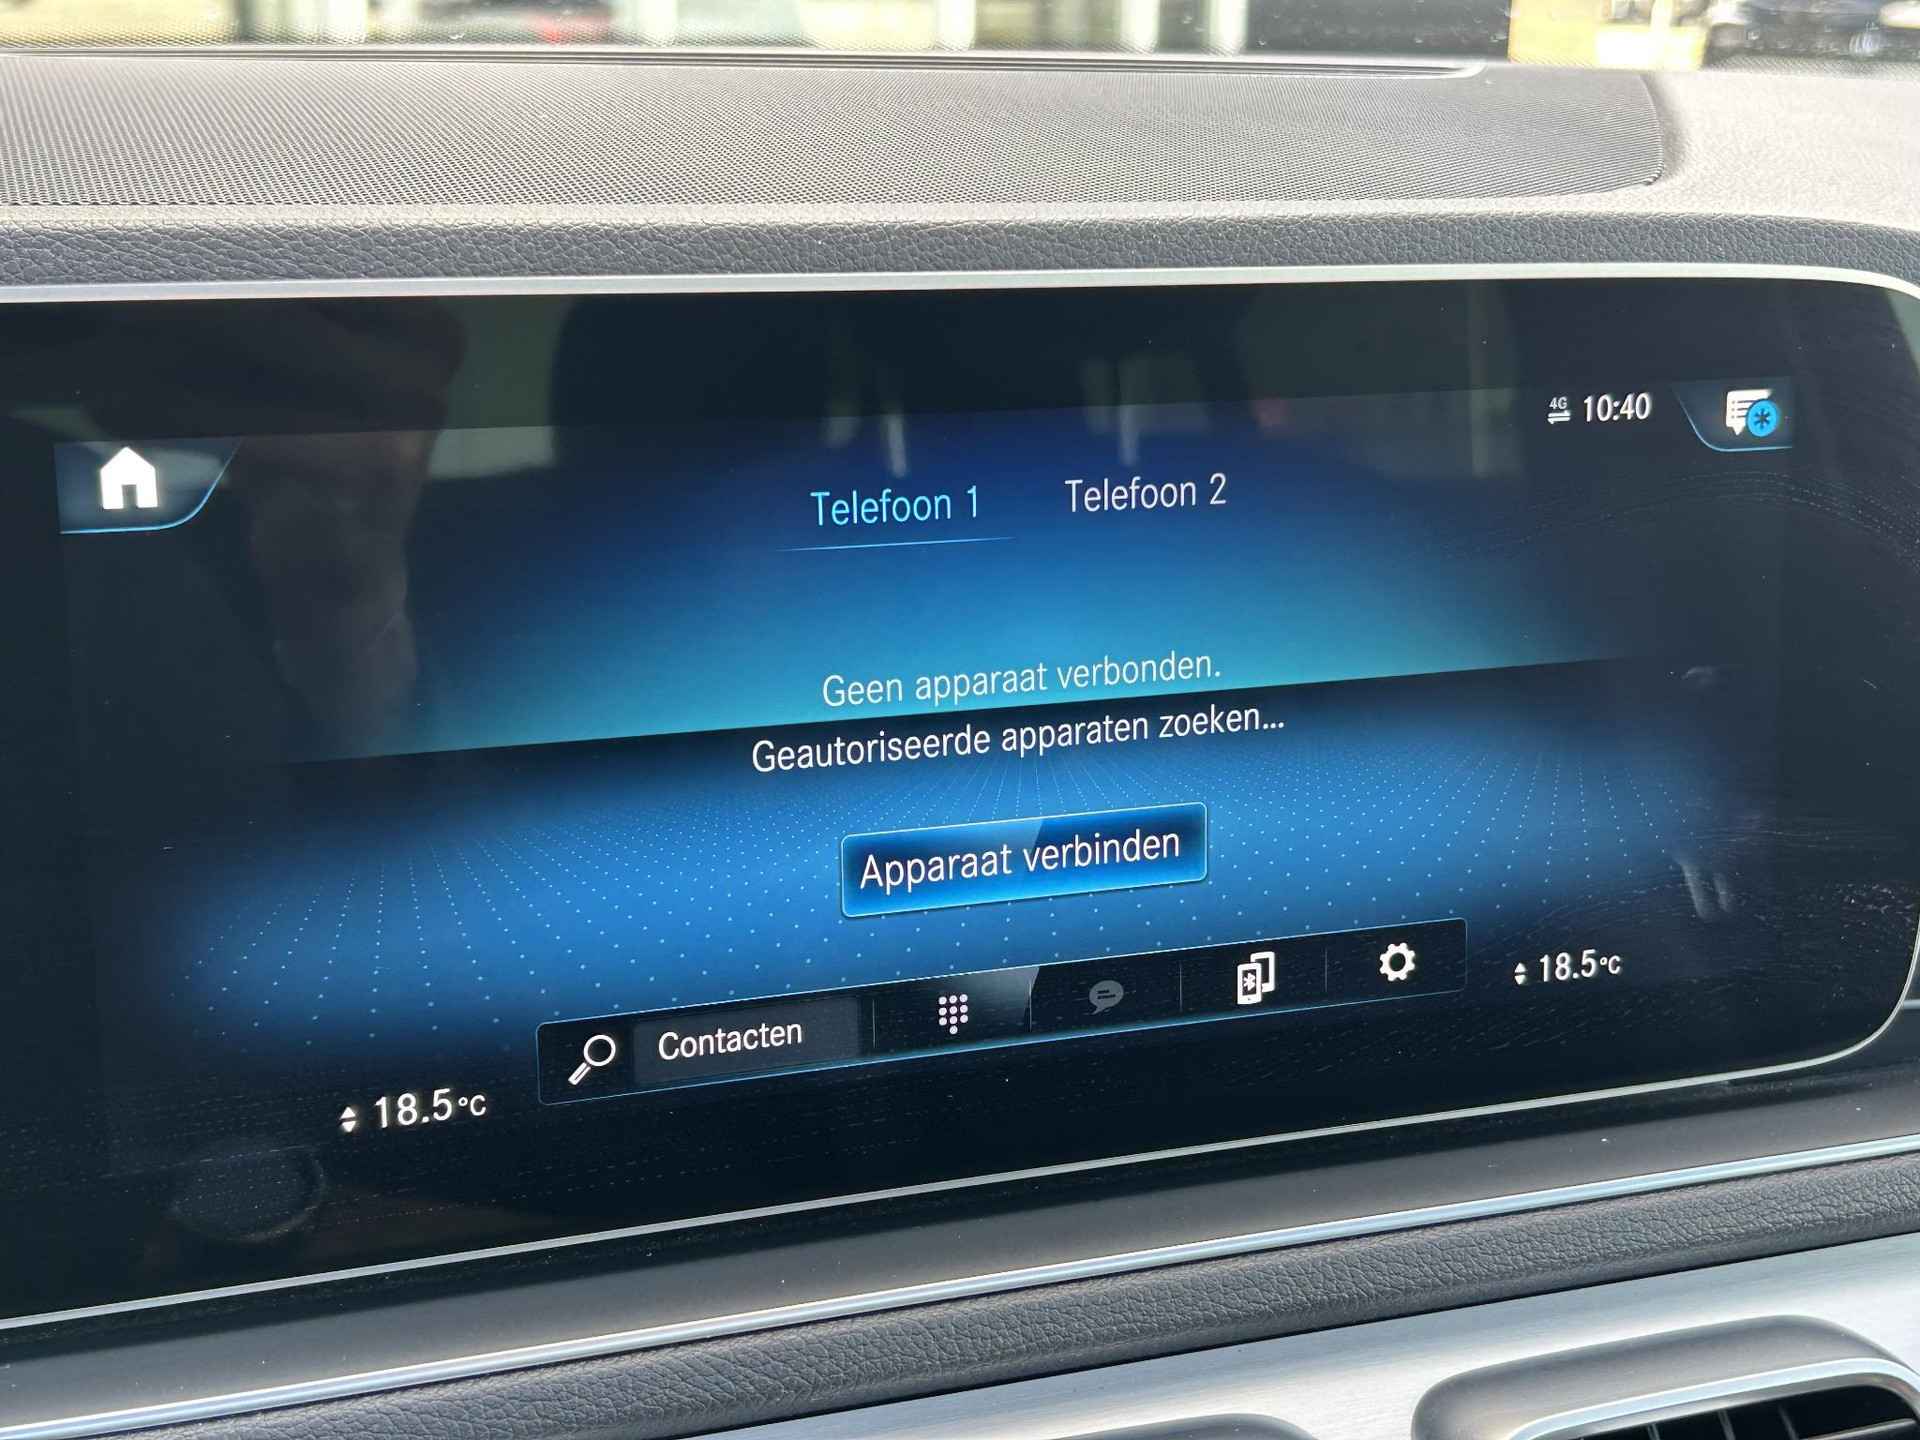 4G 10:40
Telefoon 1 Telefoon 2
Geen apparaat verbonden.
Geautoriseerde apparaten zoeken...
Apparaat verbinden
Contacten
18.5°C
18.5°C